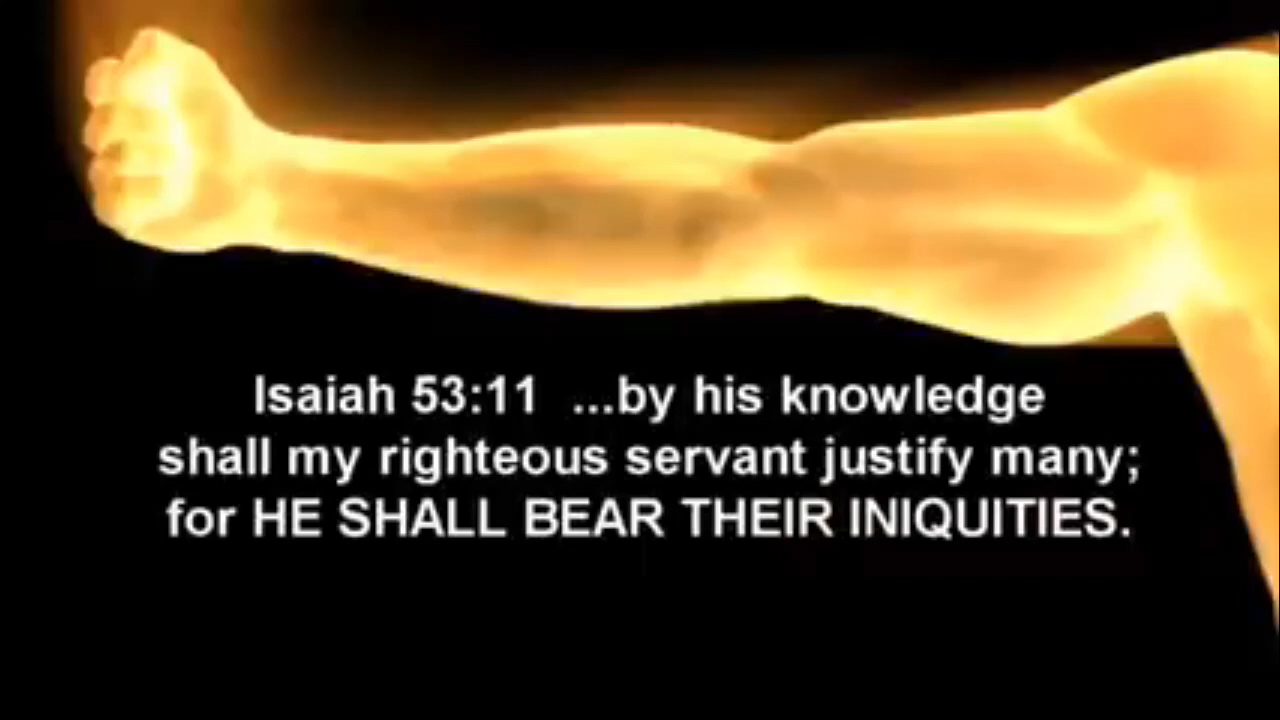 Isaiah 53:11 ...by his knowledge
shall my righteous servant justify many;
for HE SHALL BEAR THEIR INIQUITIES.